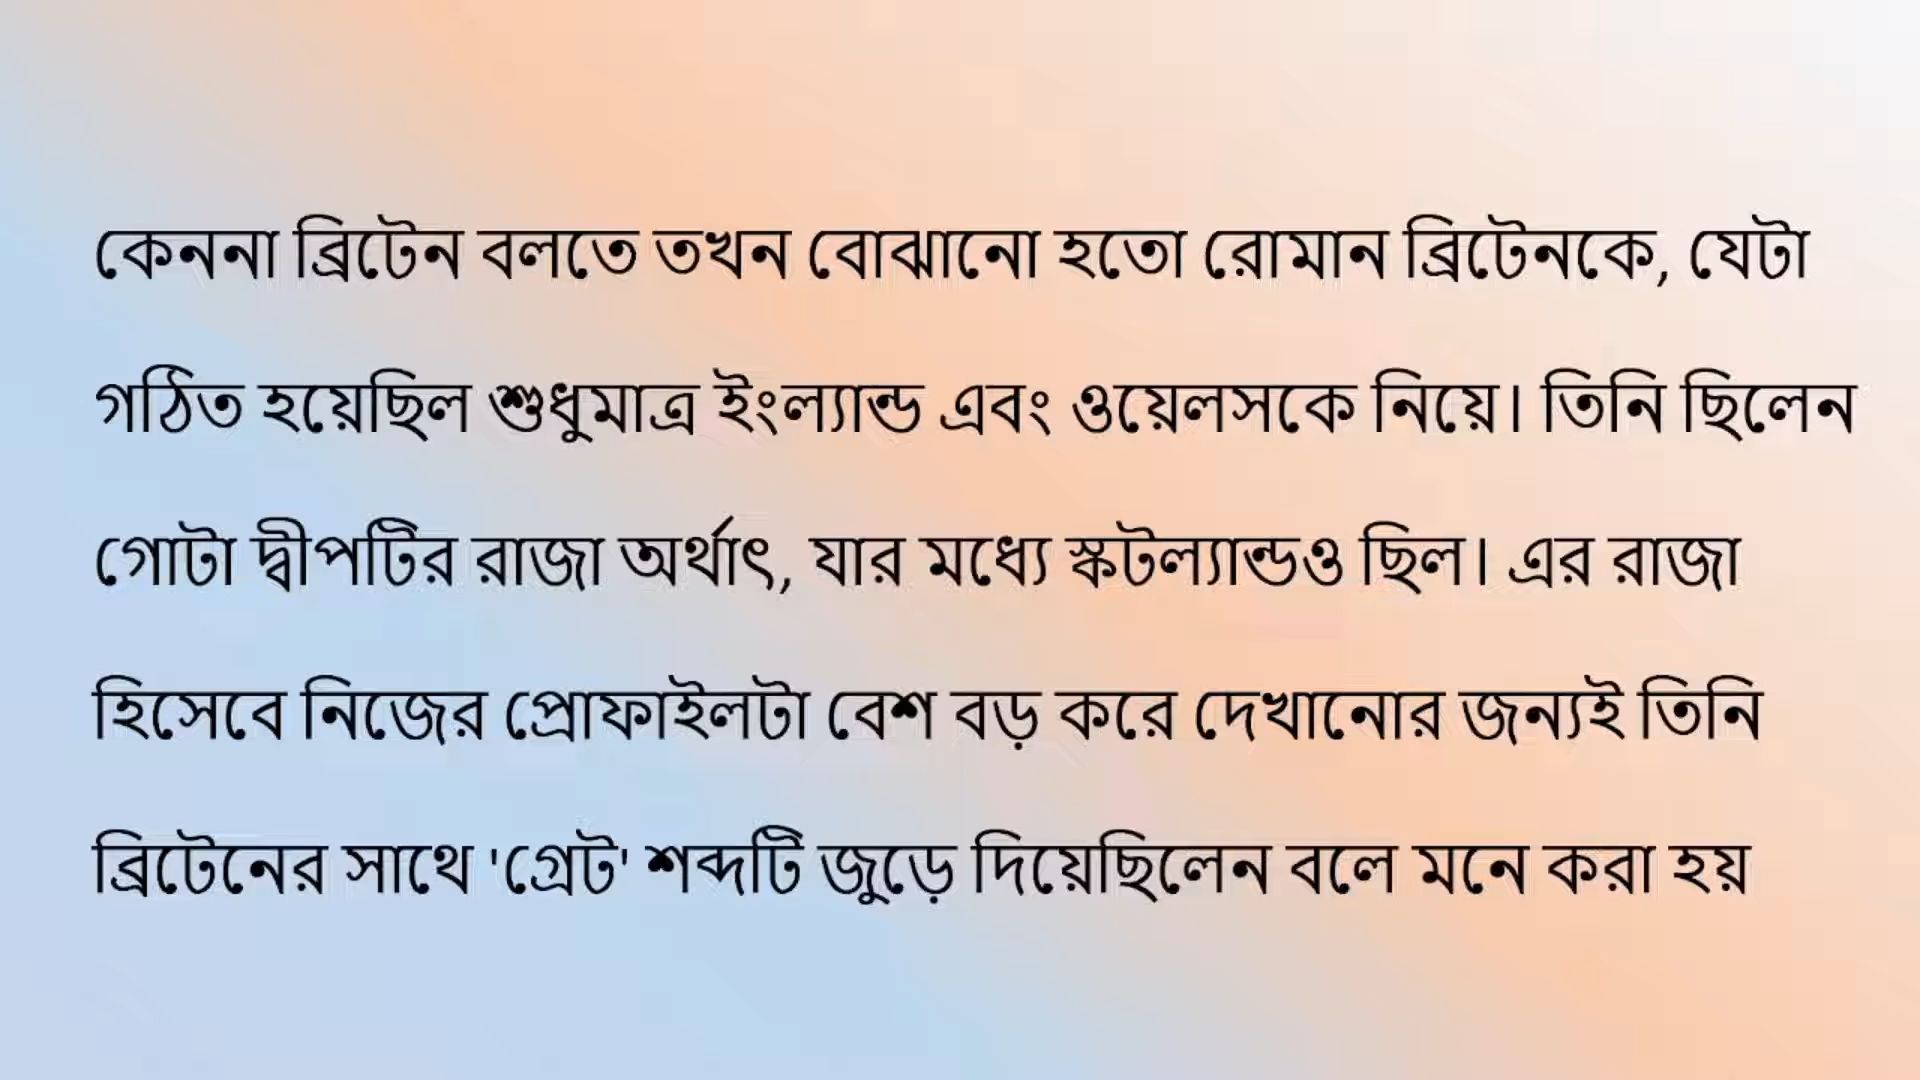 কেননা ব্রিটেন বলতে তখন বোঝানো হতো রোমান ব্রিটেনকে, যেটা
গঠিত হয়েছিল শুধুমাত্র ইংল্যান্ড এবং ওয়েলসকে নিয়ে। তিনি ছিলেন
গোটা দ্বীপটির রাজা অর্থাৎ, যার মধ্যে স্কটল্যান্ডও ছিল। এর রাজা
হিসেবে নিজের প্রোফাইলটা বেশ বড় করে দেখানোর জন্যই তিনি
ব্রিটেনের সাথে 'গ্রেট' শব্দটি জুড়ে দিয়েছিলেন বলে মনে করা হয়